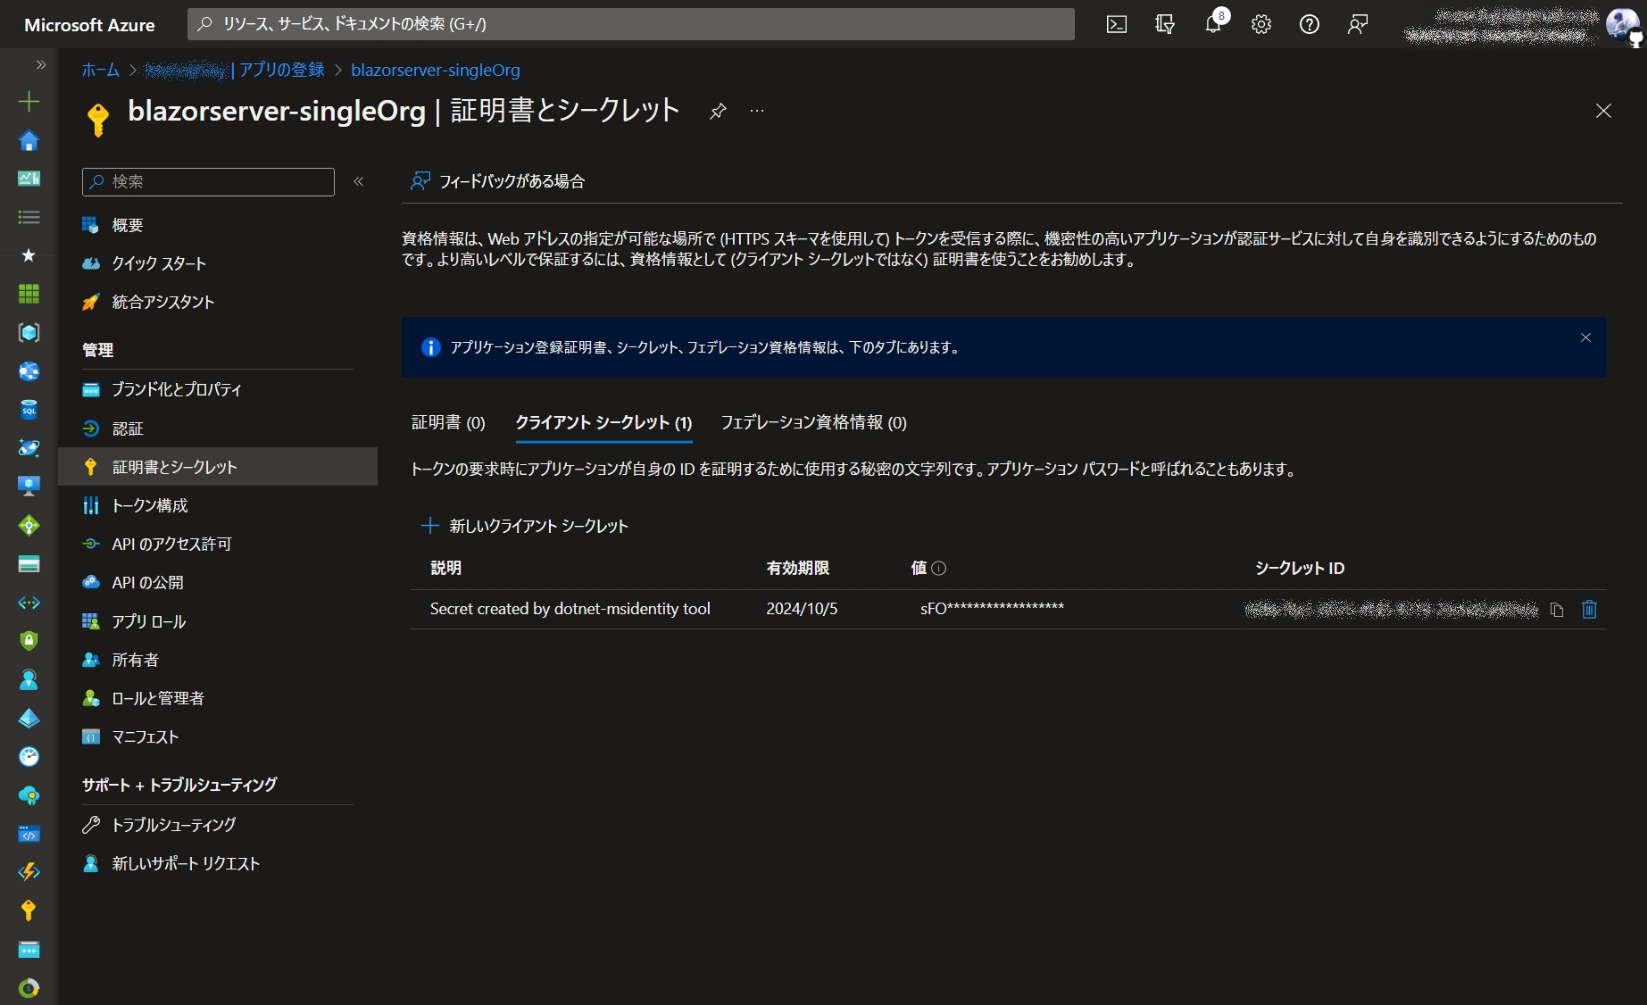 Microsoft Azure
リソース、サービス、ドキュメントの検索 (G+/)
8
ホーム > | アプリの登録 > blazorserver-singleOrg
blazorserver-singleOrg | 証明書とシークレット
検索
概要
クイック スタート
統合アシスタント
管理
ブランド化とプロパティ
認証
証明書とシークレット
トークン構成
API のアクセス許可
API の公開
アプリ ロール
所有者
ロールと管理者
マニフェスト
サポート + トラブルシューティング
トラブルシューティング
新しいサポート リクエスト
フィードバックがある場合
資格情報は、Web アドレスの指定が可能な場所で (HTTPS スキーマを使用して) トークンを受信する際に、機密性の高いアプリケーションが認証サービスに対して自身を識別できるようにするためのもの
です。より高いレベルで保証するには、資格情報として (クライアント シークレットではなく) 証明書を使うことをお勧めします。
アプリケーション登録証明書、シークレット、フェデレーション資格情報は、下のタブにあります。
証明書 (0) クライアント シークレット (1) フェデレーション資格情報 (0)
トークンの要求時にアプリケーションが自身の ID を証明するために使用する秘密の文字列です。アプリケーション パスワードと呼ばれることもあります。
新しいクライアント シークレット
説明 有効期限 値 シークレット ID
Secret created by dotnet-msidentity tool 2024/10/5 sFO******************